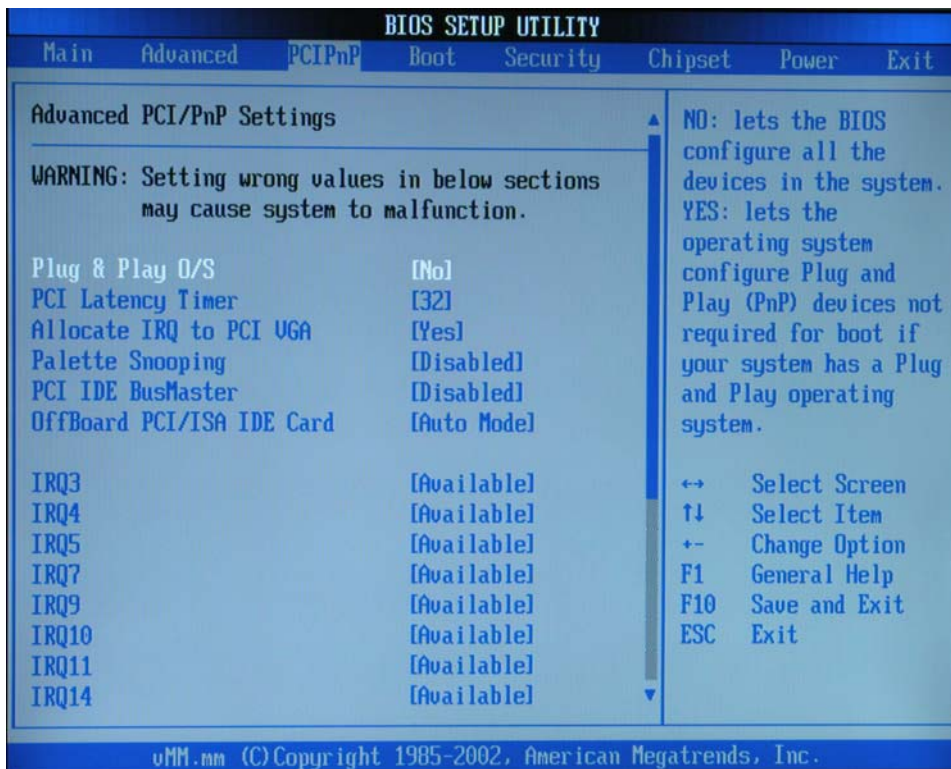 BIOS SETUP UTILITY
Main Advanced PCIPnP Boot Security Chipset Power Exit
Advanced PCI/PnP Settings
WARNING: Setting wrong values in below sections
may cause system to malfunction.
Plug & Play O/S [No]
PCI Latency Timer [32]
Allocate IRQ to PCI VGA [Yes]
Palette Snooping [Disabled]
PCI IDE BusMaster [Disabled]
OffBoard PCI/ISA IDE Card [Auto Mode]
IRQ3 [Available]
IRQ4 [Available]
IRQ5 [Available]
IRQ7 [Available]
IRQ9 [Available]
IRQ10 [Available]
IRQ11 [Available]
IRQ14 [Available]
NO: lets the BIOS
configure all the
devices in the system.
YES: lets the
operating system
configure Plug and
Play (PnP) devices not
required for boot if
your system has a Plug
and Play operating
system.
↔ Select Screen
↑↓ Select Item
+- Change Option
F1 General Help
F10 Save and Exit
ESC Exit
vMM.mm (C)Copyright 1985-2002, American Megatrends, Inc.